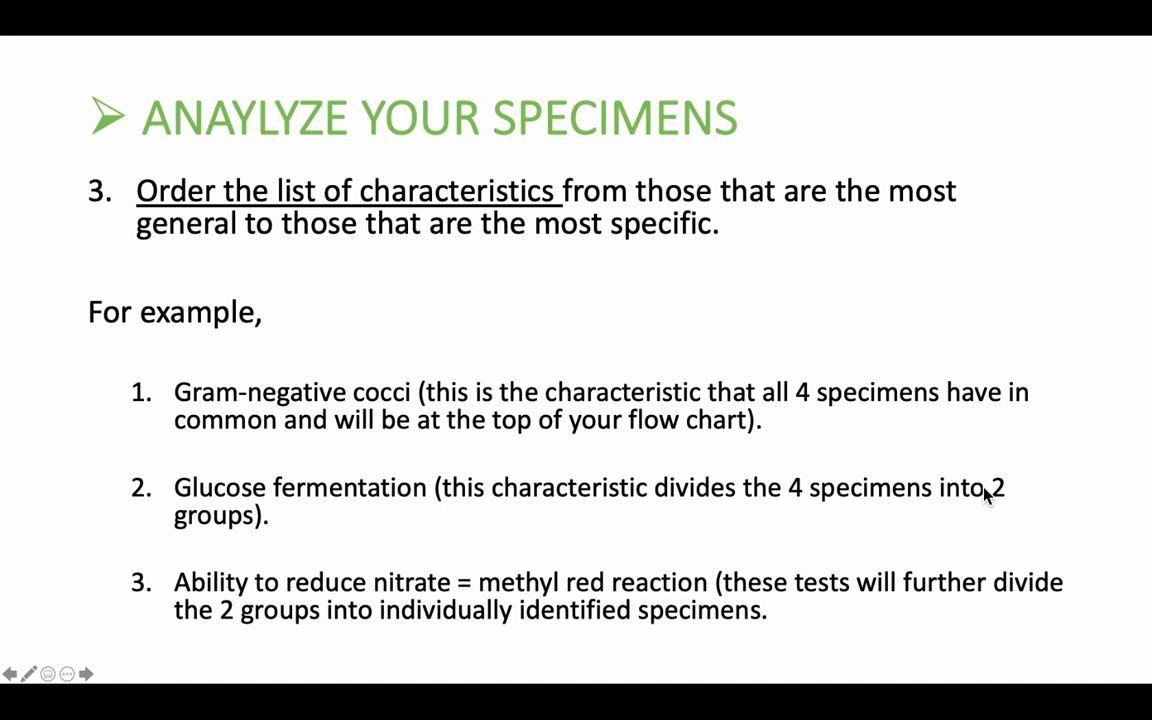 ANAYLYZE YOUR SPECIMENS
3. Order the list of characteristics from those that are the most
general to those that are the most specific.
For example,
1. Gram-negative cocci (this is the characteristic that all 4 specimens have in
common and will be at the top of your flow chart).
2. Glucose fermentation (this characteristic divides the 4 specimens into 2
groups).
3. Ability to reduce nitrate = methyl red reaction (these tests will further divide
the 2 groups into individually identified specimens.